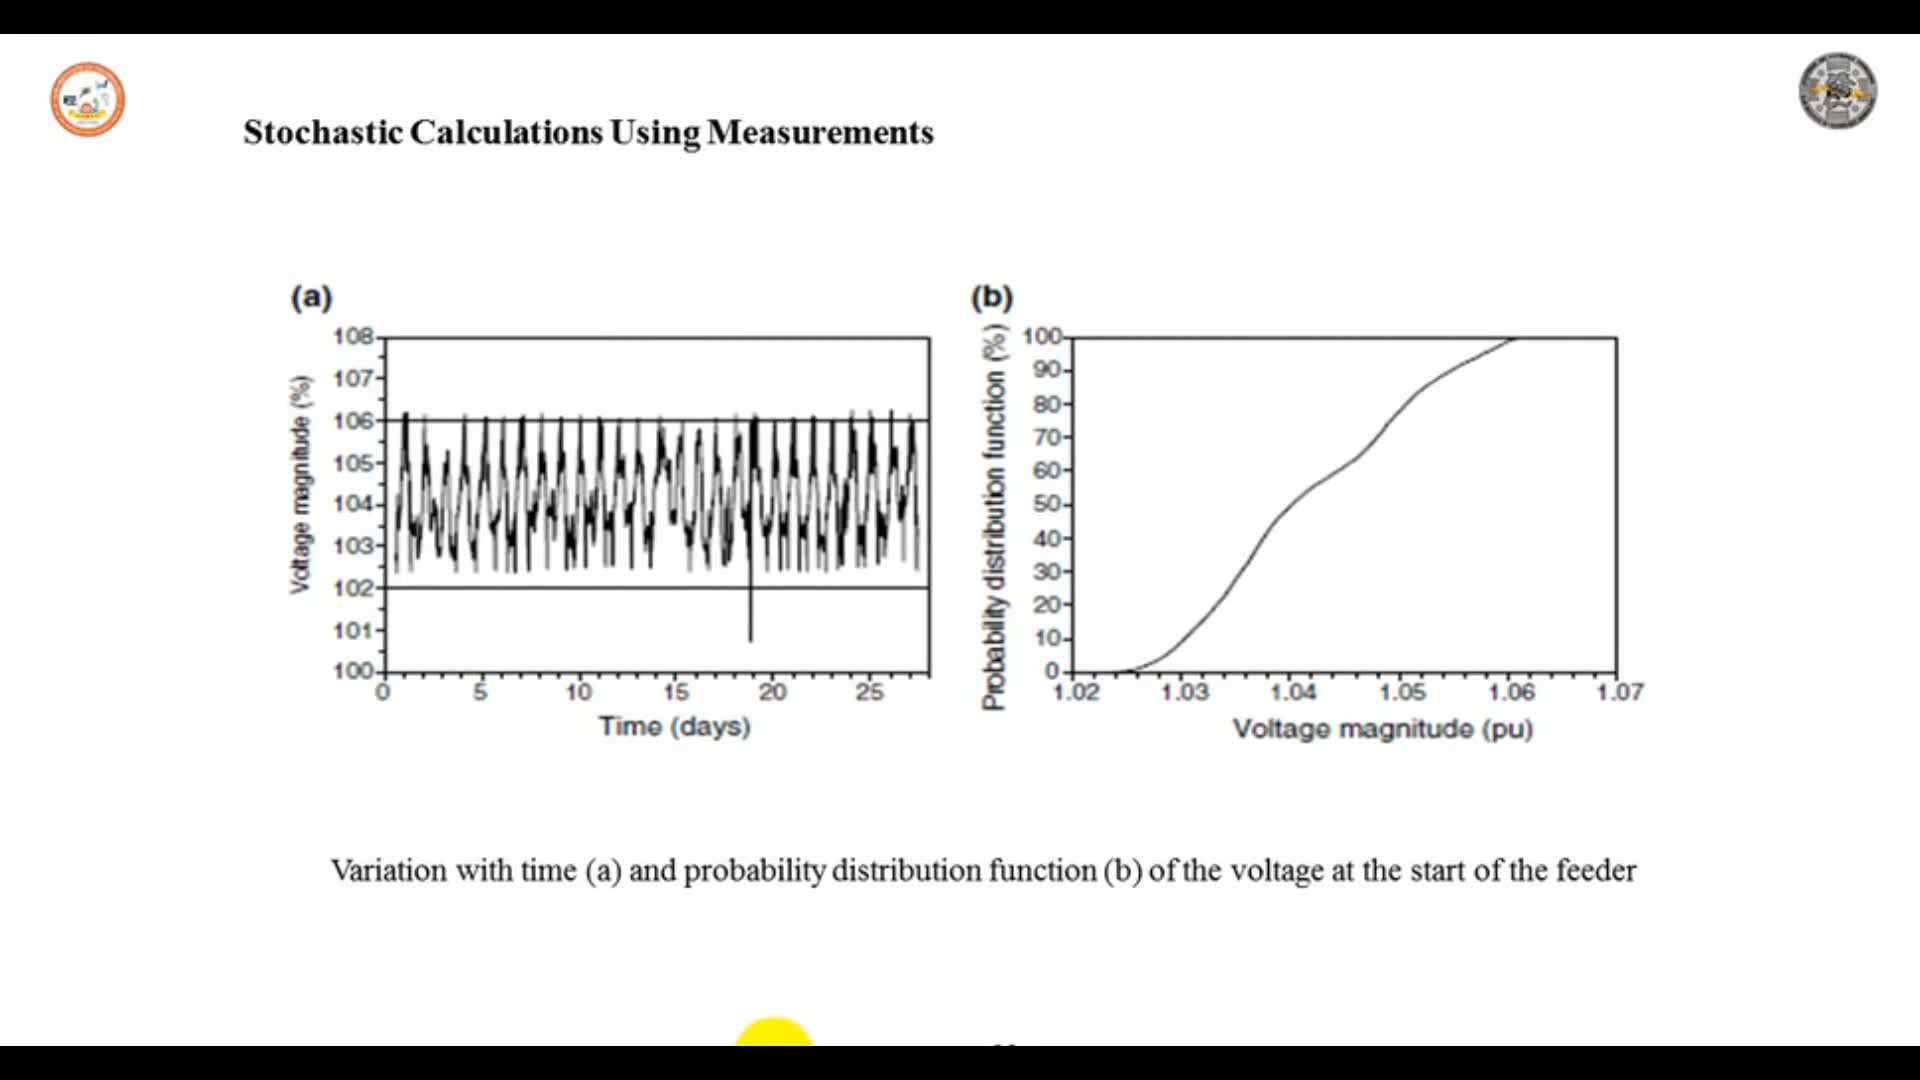 Stochastic Calculations Using Measurements
(a)
108
107
106
105
104
103
102
101
100
Voltage magnitude (%)
0 5 10 15 20 25
Time (days)
(b)
100
90
80
70
60
50
40
30
20
10
0
Probability distribution function (%)
1.02 1.03 1.04 1.05 1.06 1.07
Voltage magnitude (pu)
Variation with time (a) and probability distribution function (b) of the voltage at the start of the feeder